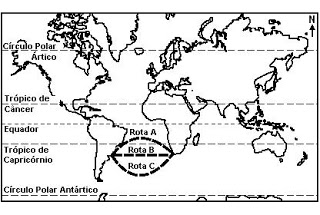 N
Círculo Polar
Ártico
Trópico de
Câncer
Equador
Rota A
Trópico de
Capricórnio
Rota B
Rota C
Círculo Polar Antártico